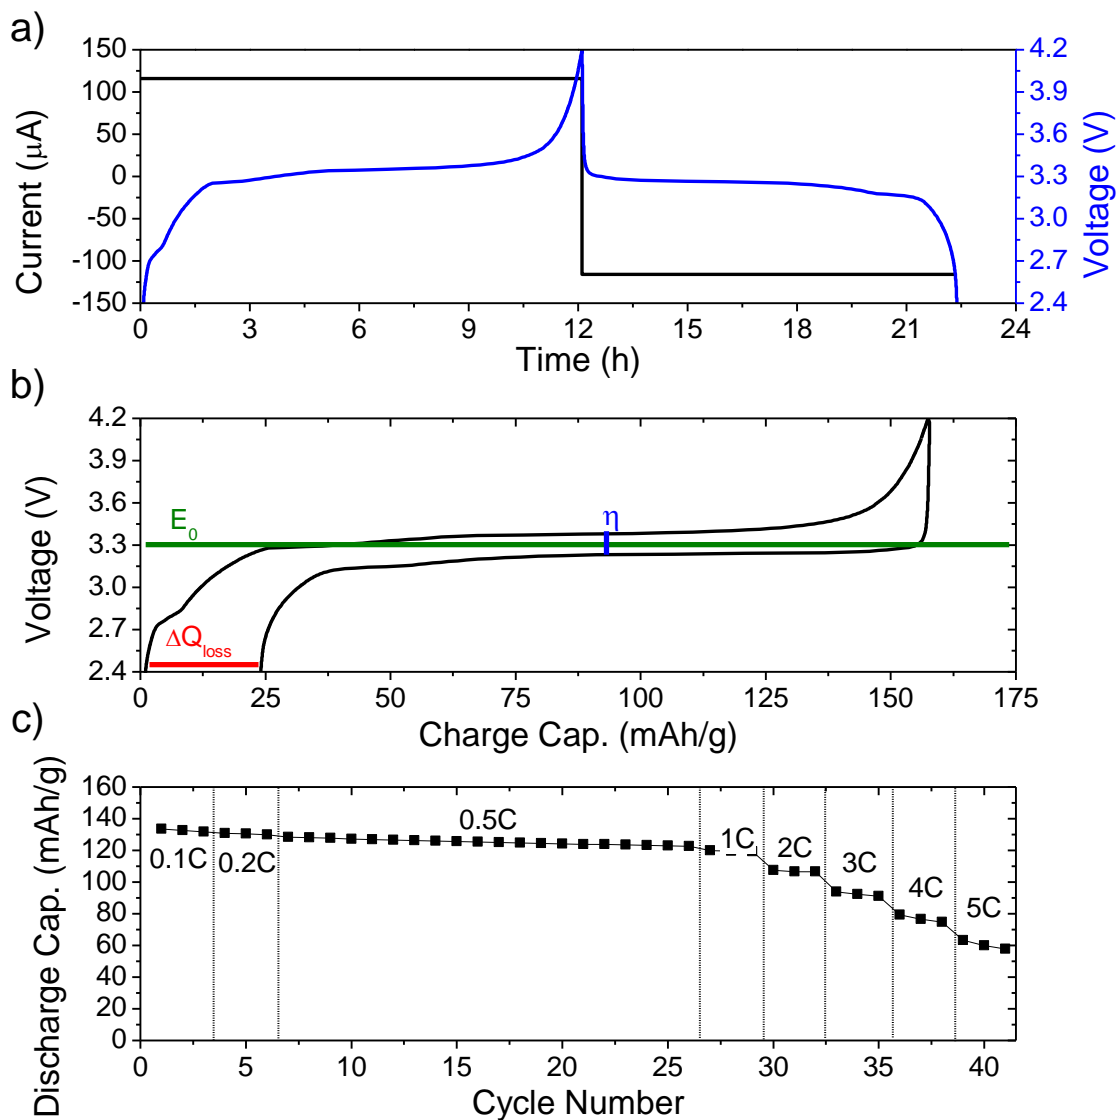 a)
150
100
50
0
-50
-100
-150
Current (μA)
4.2
3.9
3.6
3.3
3.0
2.7
2.4
Voltage (V)
0 3 6 9 12 15 18 21 24
Time (h)
b)
4.2
3.9
3.6
3.3
3.0
2.7
2.4
Voltage (V)
E0
η
ΔQloss
0 25 50 75 100 125 150 175
Charge Cap. (mAh/g)
c)
160
140
120
100
80
60
40
20
0
Discharge Cap. (mAh/g)
0.1C 0.2C 0.5C 1C 2C 3C 4C 5C
0 5 10 15 20 25 30 35 40
Cycle Number